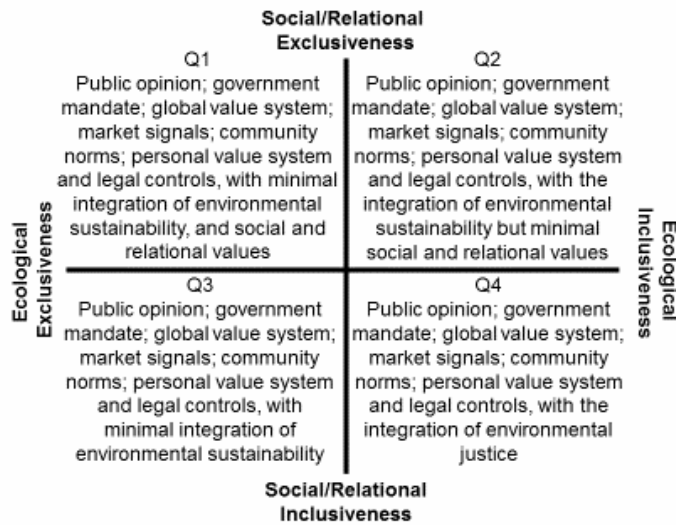 Social/Relational
Exclusiveness
Q1
Public opinion; government
mandate; global value system;
market signals; community
norms; personal value system
and legal controls, with minimal
integration of environmental
sustainability, and social and
relational values
Q2
Public opinion; government
mandate; global value system;
market signals; community
norms; personal value system
and legal controls, with the
integration of environmental
sustainability but minimal
social and relational values
Ecological
Exclusiveness
Ecological
Inclusiveness
Q3
Public opinion; government
mandate; global value system;
market signals; community
norms; personal value system
and legal controls, with
minimal integration of
environmental sustainability
Q4
Public opinion; government
mandate; global value system;
market signals; community
norms; personal value system
and legal controls, with the
integration of environmental
justice
Social/Relational
Inclusiveness